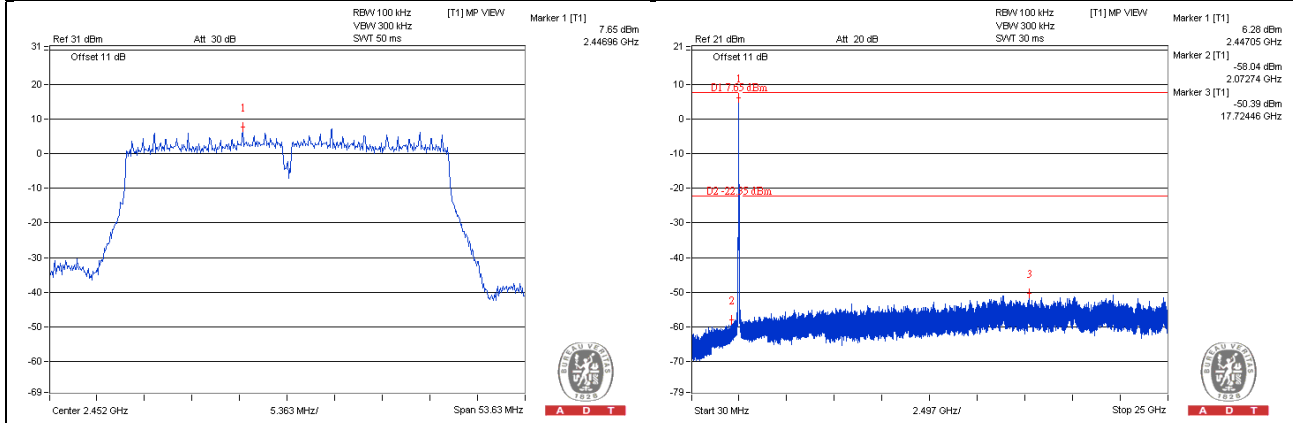 RBW 100 kHz [T1] MP VIEW
VBW 300 kHz
Ref 31 dBm Att 30 dB SWT 50 ms
Marker 1 [T1]
7.65 dBm
2.44696 GHz
31
Offset 11 dB
20
10
0
-10
-20
-30
-40
-50
-60
-69
1
Center 2.452 GHz 5.363 MHz/ Span 53.63 MHz
BUREAU VERITAS
1828
A D T
RBW 100 kHz [T1] MP VIEW
VBW 300 kHz
Ref 21 dBm Att 20 dB SWT 30 ms
Marker 1 [T1]
6.28 dBm
2.44705 GHz
Marker 2 [T1]
-58.04 dBm
2.07274 GHz
Marker 3 [T1]
-50.39 dBm
17.72446 GHz
21
Offset 11 dB
10
0
-10
-20
-30
-40
-50
-60
-70
-79
1
D1 7.65 dBm
D2 -22.35 dBm
2
3
Start 30 MHz 2.497 GHz/ Stop 25 GHz
BUREAU VERITAS
1828
A D T